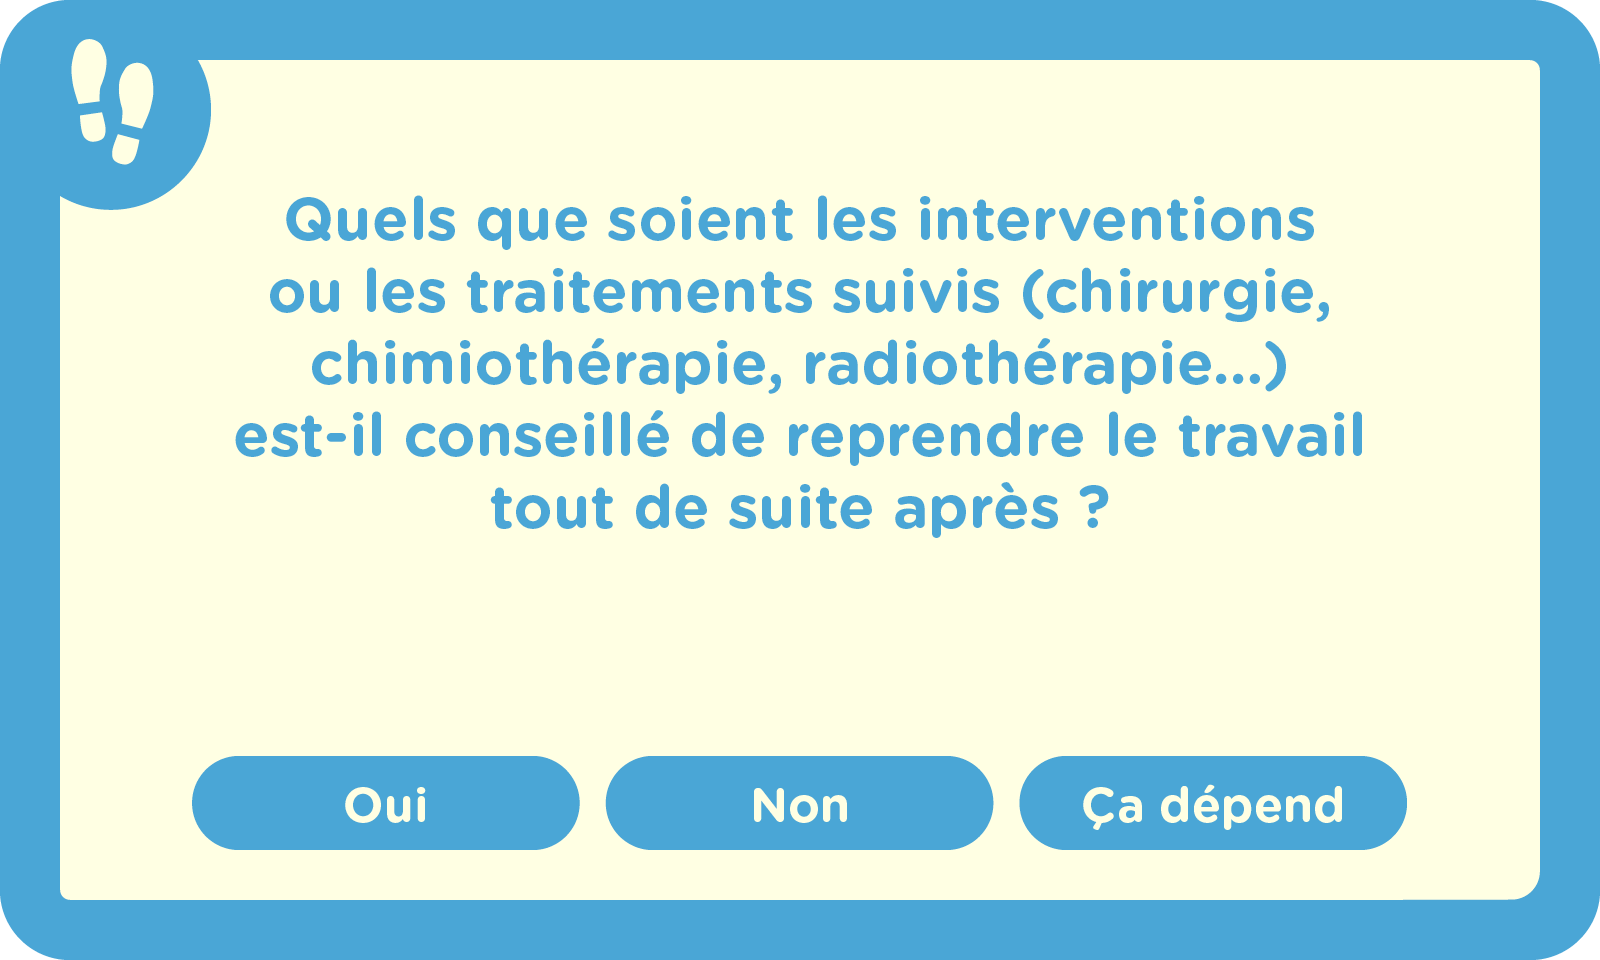 Quels que soient les interventions
ou les traitements suivis (chirurgie,
chimiothérapie, radiothérapie...)
est-il conseillé de reprendre le travail
tout de suite après ?
Oui
Non
Ça dépend